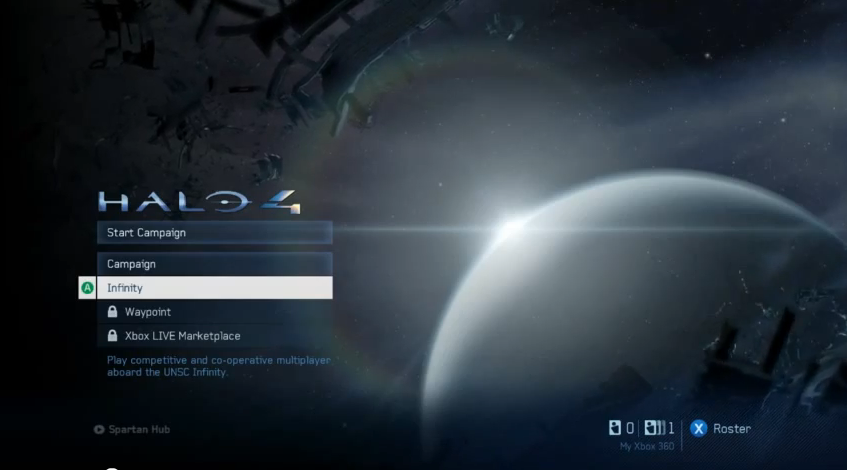 HALO 4
Start Campaign
Campaign
A Infinity
Waypoint
Xbox LIVE Marketplace
Play competitive and co-operative multiplayer
aboard the UNSC Infinity.
Spartan Hub
0 1 X Roster
My Xbox 360